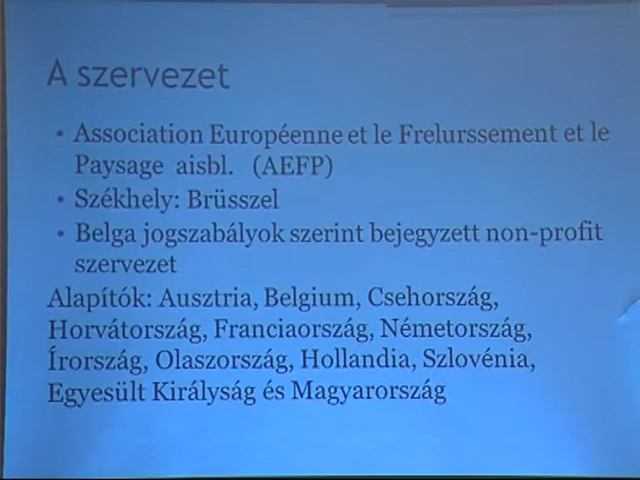 A szervezet
• Association Européenne et le Frelurssement et le
Paysage aisbl. (AEFP)
• Székhely: Brüsszel
• Belga jogszabályok szerint bejegyzett non-profit
szervezet
Alapítók: Ausztria, Belgium, Csehország,
Horvátország, Franciaország, Németország,
Írország, Olaszország, Hollandia, Szlovénia,
Egyesült Királyság és Magyarország